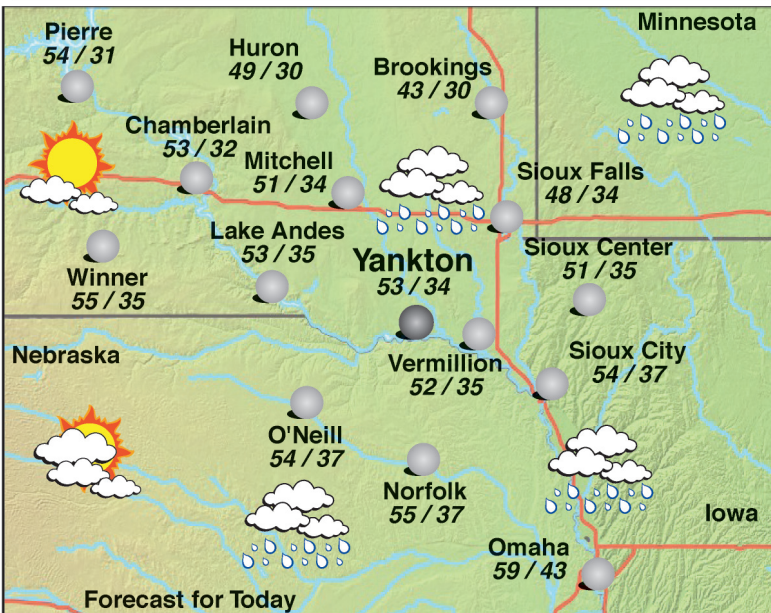 Minnesota
Pierre
54 / 31
Huron
49 / 30
Brookings
43 / 30
Chamberlain
53 / 32
Mitchell
51 / 34
Sioux Falls
48 / 34
Lake Andes
53 / 35
Yankton
53 / 34
Sioux Center
51 / 35
Winner
55 / 35
Nebraska
Vermillion
52 / 35
Sioux City
54 / 37
O'Neill
54 / 37
Norfolk
55 / 37
Iowa
Omaha
59 / 43
Forecast for Today